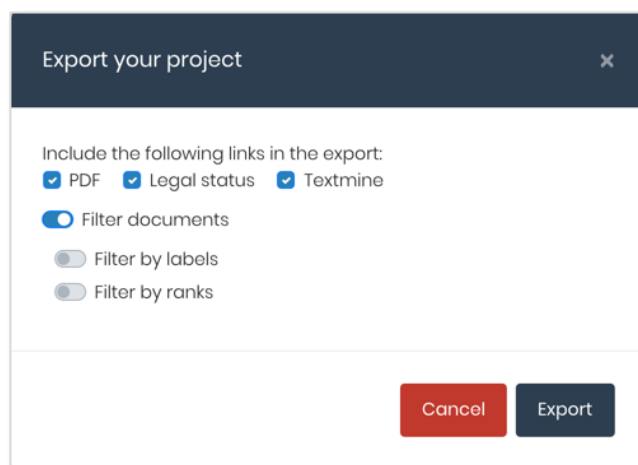 Export your project
Include the following links in the export:
PDF Legal status Textmine
Filter documents
Filter by labels
Filter by ranks
Cancel Export